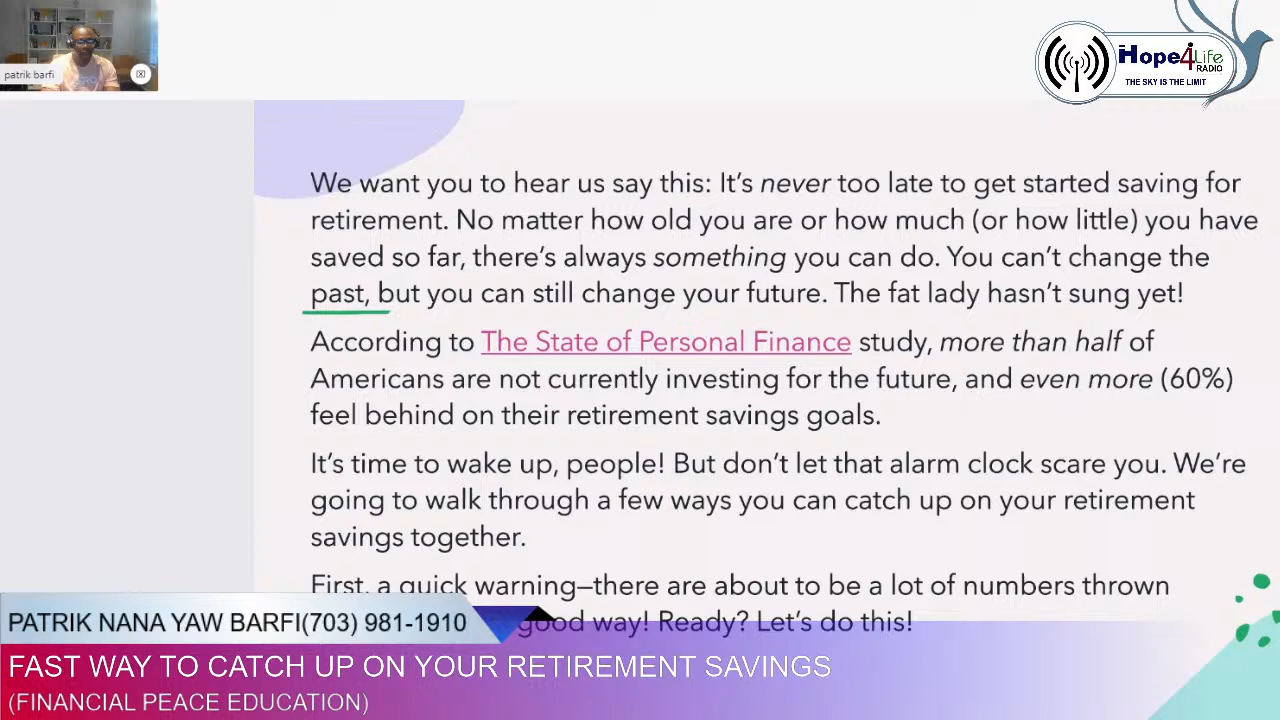 patrik barfi
Hope4Life
RADIO
THE SKY IS THE LIMIT
We want you to hear us say this: It’s never too late to get started saving for
retirement. No matter how old you are or how much (or how little) you have
saved so far, there’s always something you can do. You can’t change the
past, but you can still change your future. The fat lady hasn’t sung yet!
According to The State of Personal Finance study, more than half of
Americans are not currently investing for the future, and even more (60%)
feel behind on their retirement savings goals.
It’s time to wake up, people! But don’t let that alarm clock scare you. We’re
going to walk through a few ways you can catch up on your retirement
savings together.
First, a quick warning—there are about to be a lot of numbers thrown
good way! Ready? Let’s do this!
PATRIK NANA YAW BARFI(703) 981-1910
FAST WAY TO CATCH UP ON YOUR RETIREMENT SAVINGS
(FINANCIAL PEACE EDUCATION)